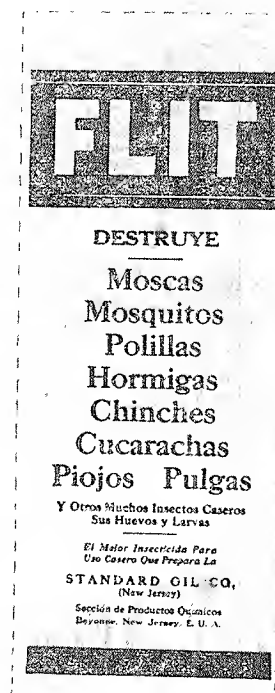 FLIT
DESTRUYE
Moscas
Mosquitos
Polillas
Hormigas
Chinches
Cucarachas
Piojos Pulgas
Y Otros Muchos Insectos Caseros
Sus Huevos y Larvas
El Mejor Insecticida Para
Uso Casero Que Prepara La
STANDARD OIL CO.
(New Jersey)
Sección de Productos Químicos
Bayonne, New Jersey, E. U. A.